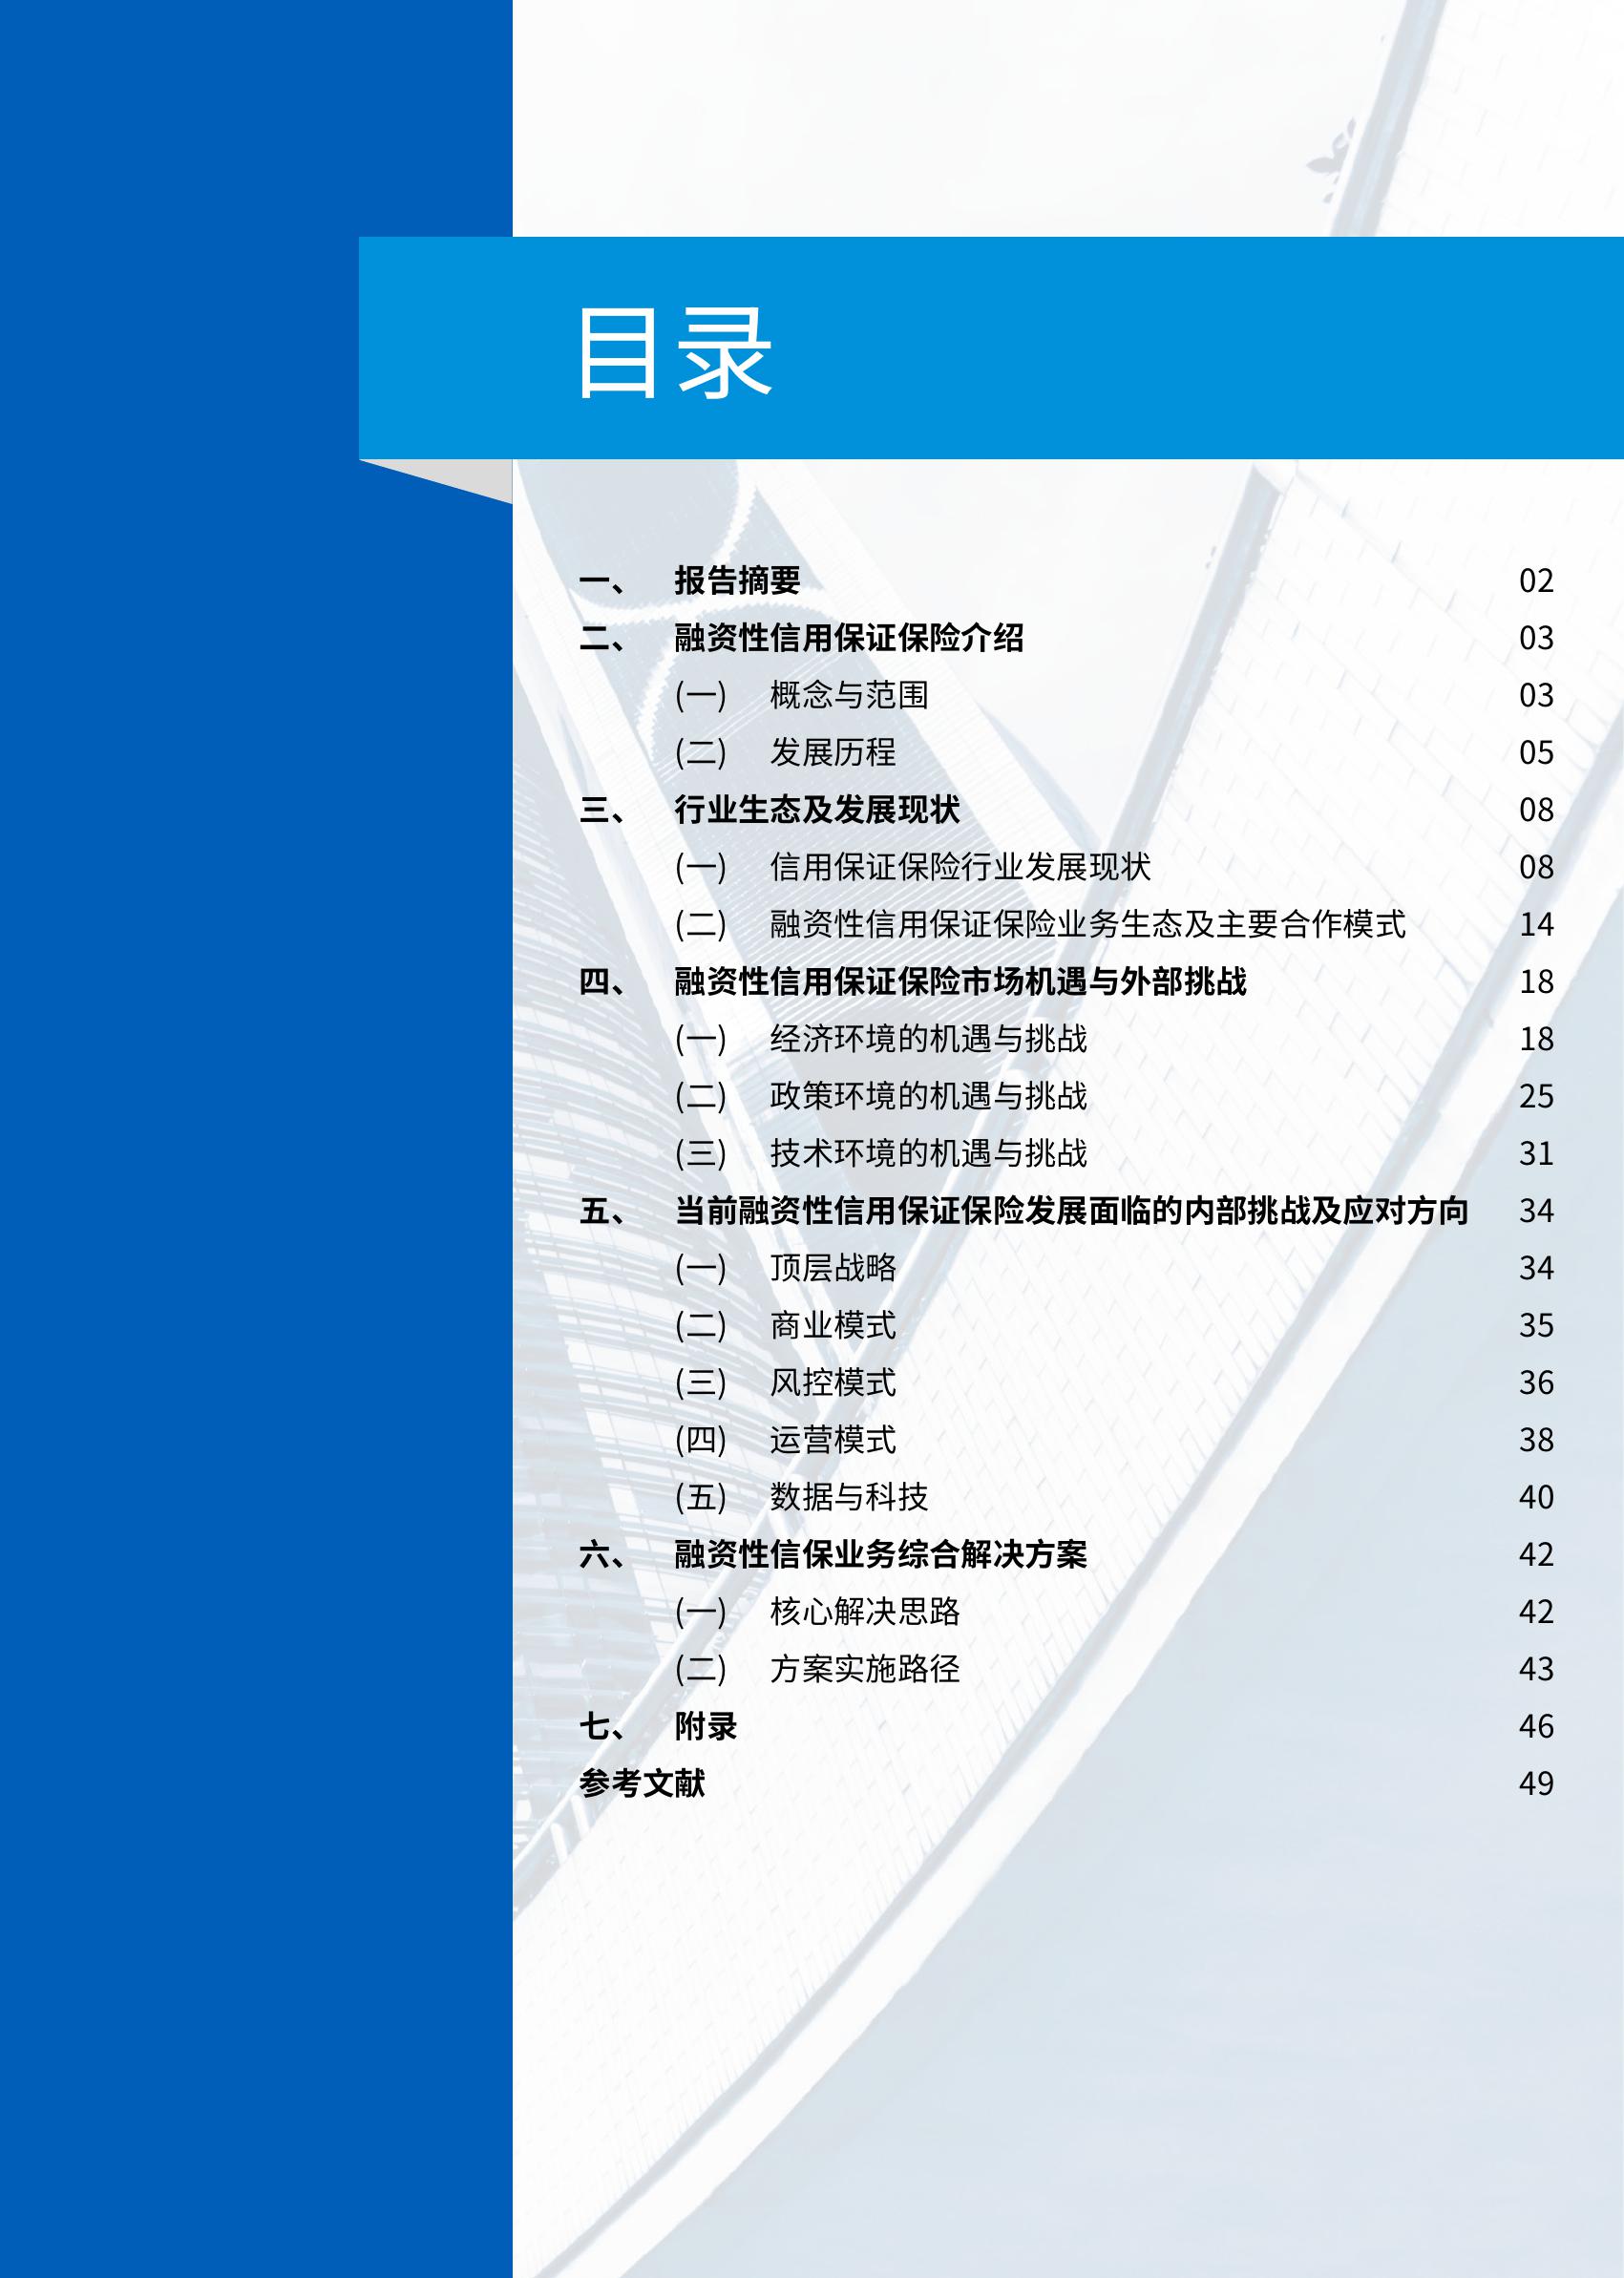 目录
一、 报告摘要 02
二、 融资性信用保证保险介绍 03
(一) 概念与范围 03
(二) 发展历程 05
三、 行业生态及发展现状 08
(一) 信用保证保险行业发展现状 08
(二) 融资性信用保证保险业务生态及主要合作模式 14
四、 融资性信用保证保险市场机遇与外部挑战 18
(一) 经济环境的机遇与挑战 18
(二) 政策环境的机遇与挑战 25
(三) 技术环境的机遇与挑战 31
五、 当前融资性信用保证保险发展面临的内部挑战及应对方向 34
(一) 顶层战略 34
(二) 商业模式 35
(三) 风控模式 36
(四) 运营模式 38
(五) 数据与科技 40
六、 融资性信保业务综合解决方案 42
(一) 核心解决思路 42
(二) 方案实施路径 43
七、 附录 46
参考文献 49